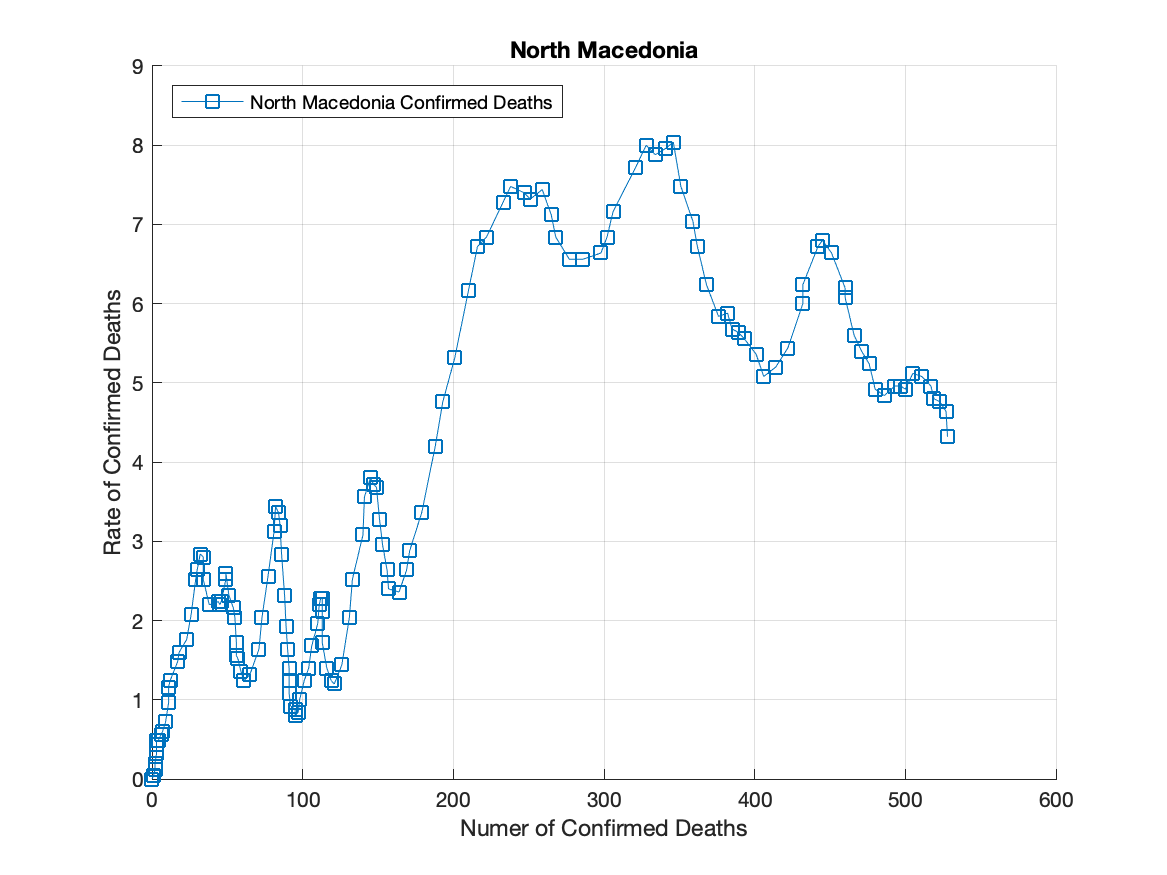 North Macedonia
North Macedonia Confirmed Deaths
Rate of Confirmed Deaths
9
8
7
6
5
4
3
2
1
0
0 100 200 300 400 500 600
Numer of Confirmed Deaths